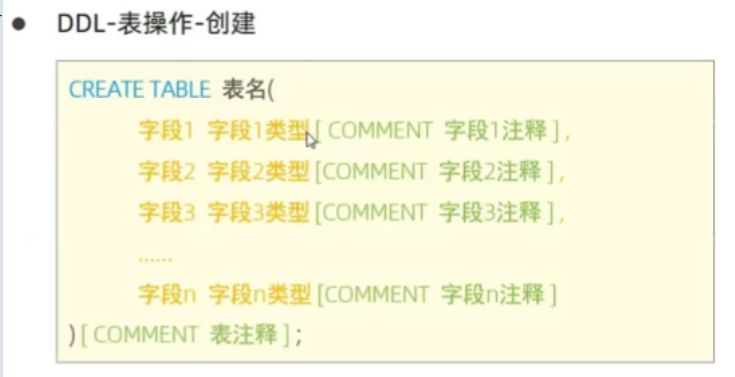 ● DDL-表操作-创建
CREATE TABLE 表名(
字段1 字段1类型[ COMMENT 字段1注释 ],
字段2 字段2类型[COMMENT 字段2注释 ],
字段3 字段3类型[COMMENT 字段3注释 ],
......
字段n 字段n类型[COMMENT 字段n注释 ]
)[ COMMENT 表注释 ];